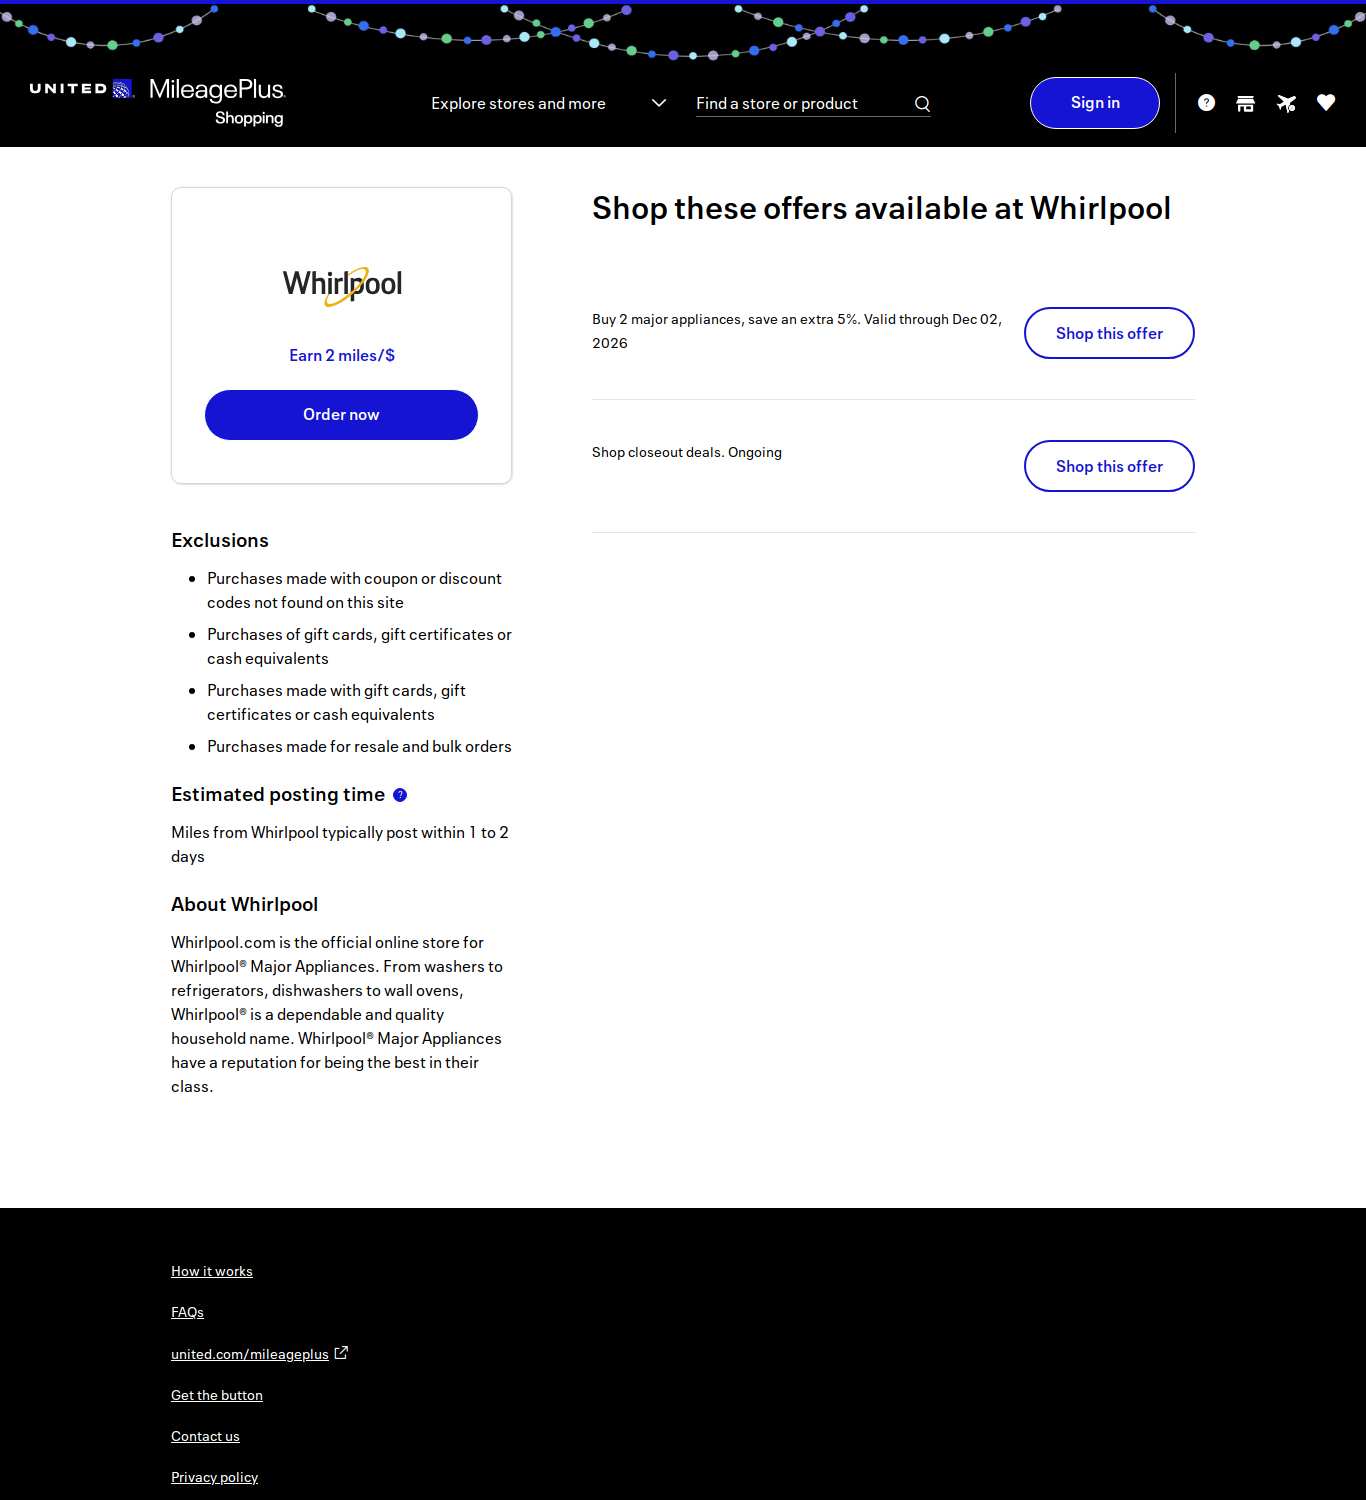 UNITED MileagePlus
Shopping
Explore stores and more
Find a store or product
Sign in
?
Whirlpool
Earn 2 miles/$
Order now
Exclusions
• Purchases made with coupon or discount
codes not found on this site
• Purchases of gift cards, gift certificates or
cash equivalents
• Purchases made with gift cards, gift
certificates or cash equivalents
• Purchases made for resale and bulk orders
Estimated posting time ?
Miles from Whirlpool typically post within 1 to 2
days
About Whirlpool
Whirlpool.com is the official online store for
Whirlpool® Major Appliances. From washers to
refrigerators, dishwashers to wall ovens,
Whirlpool® is a dependable and quality
household name. Whirlpool® Major Appliances
have a reputation for being the best in their
class.
Shop these offers available at Whirlpool
Buy 2 major appliances, save an extra 5%. Valid through Dec 02,
2026
Shop this offer
Shop closeout deals. Ongoing
Shop this offer
How it works
FAQs
united.com/mileageplus
Get the button
Contact us
Privacy policy